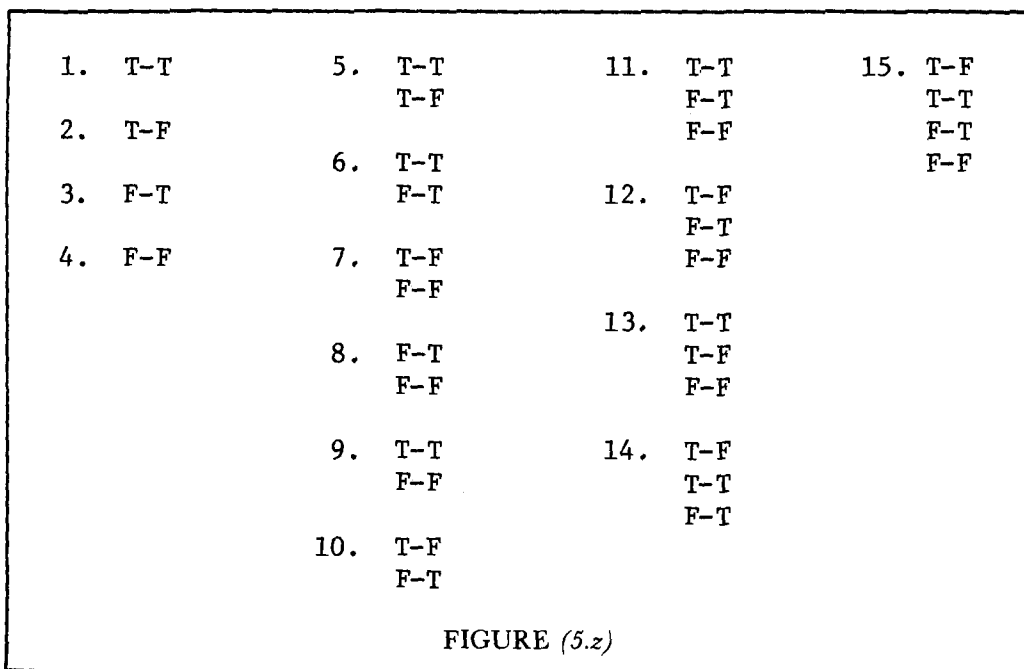 1. T-T 5. T-T 11. T-T 15. T-F
T-F F-T T-T
2. T-F F-F F-T
6. T-T F-F
3. F-T F-T 12. T-F
F-T
4. F-F 7. T-F F-F
F-F
13. T-T
8. F-T T-F
F-F F-F
9. T-T 14. T-F
F-F T-T
F-T
10. T-F
F-T
FIGURE (5.z)